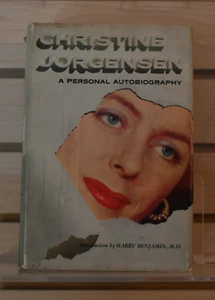 CHRISTINE
JORGENSEN
A PERSONAL AUTOBIOGRAPHY
Introduction by HARRY BENJAMIN, M.D.